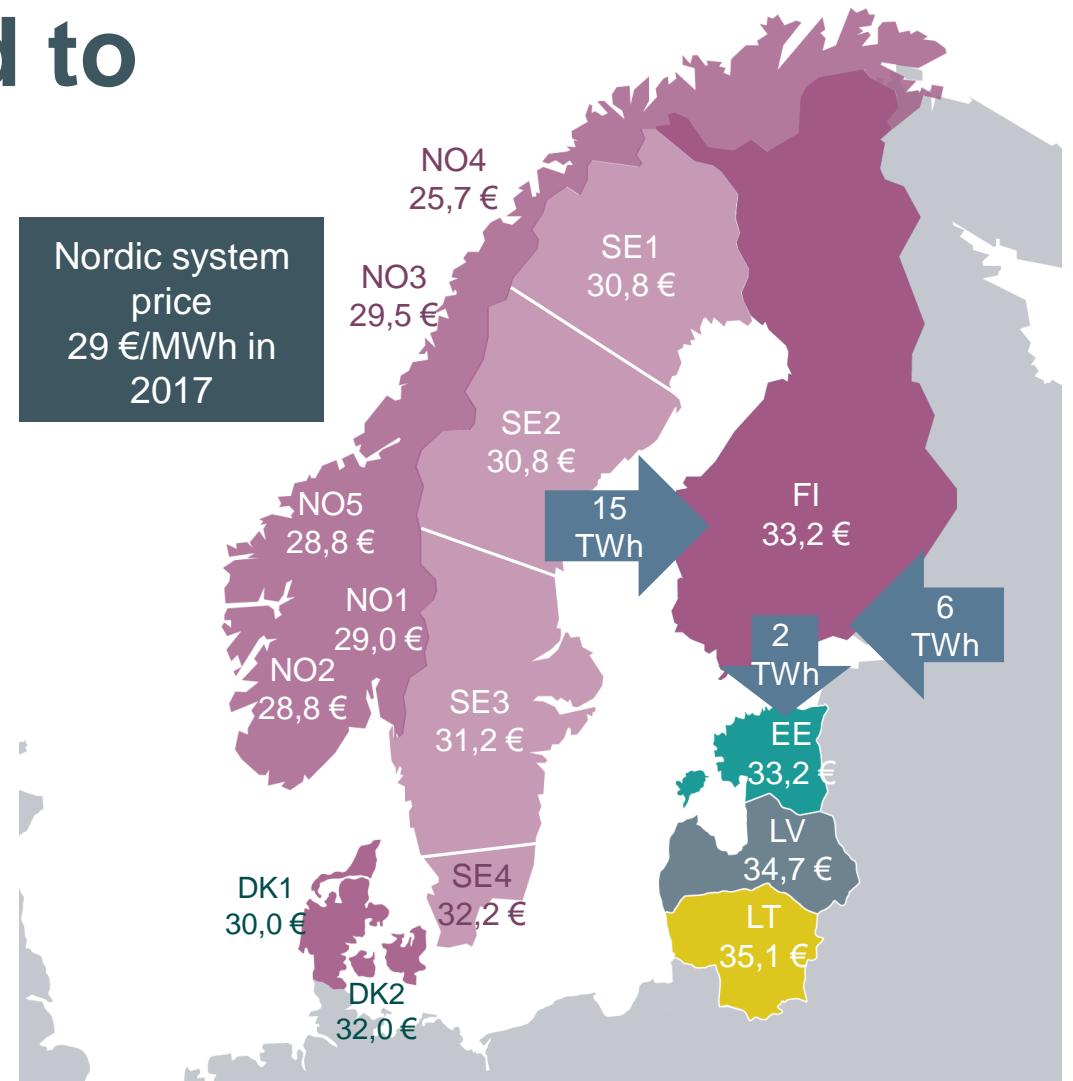 d to
NO4
25,7 €
Nordic system
price
29 €/MWh in
2017
NO3
29,5 €
SE1
30,8 €
SE2
30,8 €
NO5
28,8 €
15
TWh
FI
33,2 €
NO1
29,0 €
6
TWh
2
TWh
NO2
28,8 €
SE3
31,2 €
EE
33,2 €
LV
34,7 €
DK1
30,0 €
SE4
32,2 €
LT
35,1 €
DK2
32,0 €